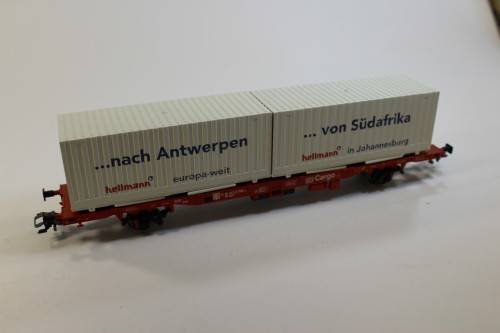 ...nach Antwerpen
hellmann
europa-weit
... von Südafrika
hellmann
in Johannesburg
DB Cargo